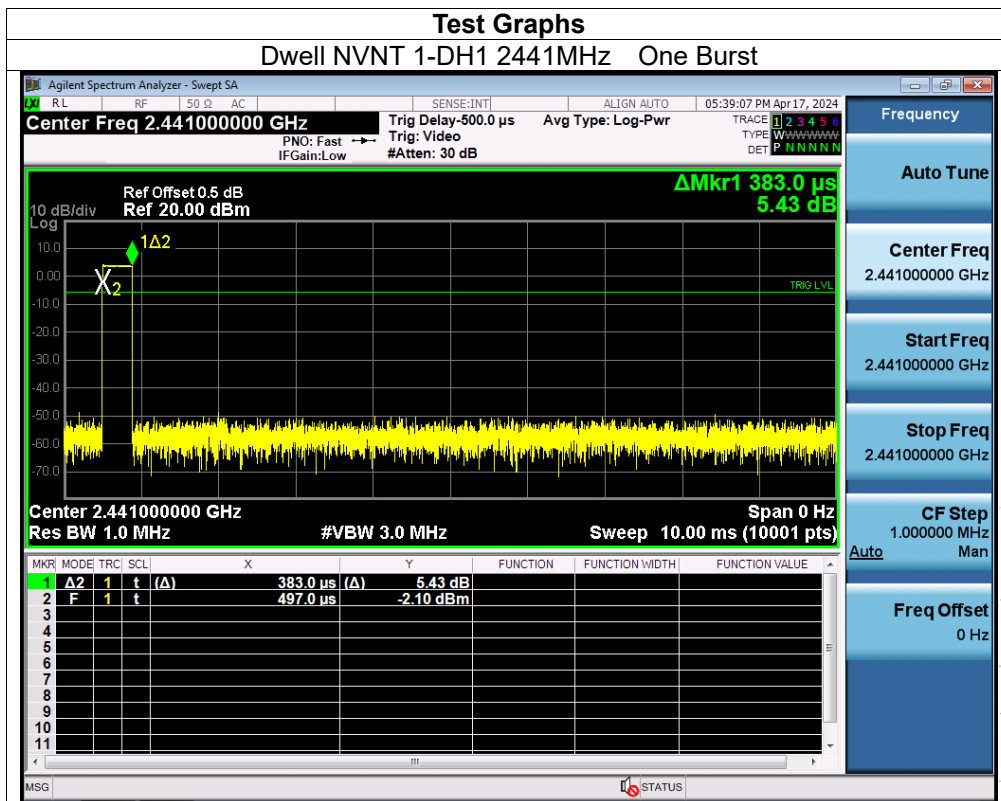 Test Graphs
Dwell NVNT 1-DH1 2441MHz One Burst
Agilent Spectrum Analyzer - Swept SA
LXI RL RF 50 Ω AC SENSE:INT ALIGN AUTO 05:39:07 PM Apr 17, 2024
Center Freq 2.441000000 GHz
PNO: Fast
IFGain:Low
Trig Delay-500.0 µs
Trig: Video
#Atten: 30 dB
Avg Type: Log-Pwr
TRACE 1 2 3 4 5 6
TYPE WWWWWW
DET P N N N N N
Frequency
Auto Tune
Center Freq
2.441000000 GHz
Start Freq
2.441000000 GHz
Stop Freq
2.441000000 GHz
CF Step
1.000000 MHz
Auto Man
Freq Offset
0 Hz
ΔMkr1 383.0 µs
5.43 dB
Ref Offset 0.5 dB
10 dB/div Ref 20.00 dBm
Log
10.0
0.00
-10.0
-20.0
-30.0
-40.0
-50.0
-60.0
-70.0
1Δ2
X2
TRIG LVL
Center 2.441000000 GHz Span 0 Hz
Res BW 1.0 MHz #VBW 3.0 MHz Sweep 10.00 ms (10001 pts)
MKR MODE TRC SCL X Y FUNCTION FUNCTION WIDTH FUNCTION VALUE
1 Δ2 1 t (Δ) 383.0 µs (Δ) 5.43 dB
2 F 1 t 497.0 µs -2.10 dBm
3
4
5
6
7
8
9
10
11
MSG STATUS